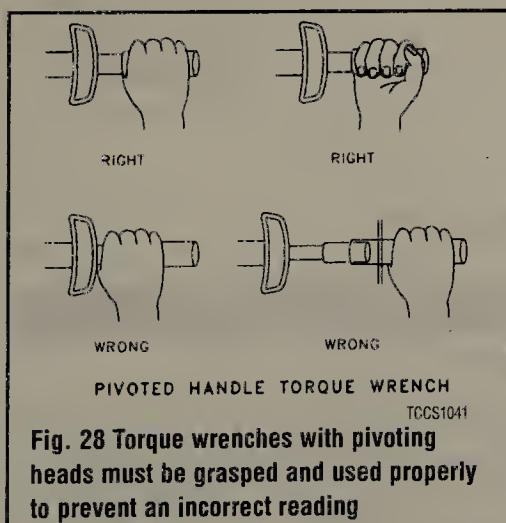 RIGHT
RIGHT
WRONG
WRONG
PIVOTED HANDLE TORQUE WRENCH
TCCS1041
Fig. 28 Torque wrenches with pivoting
heads must be grasped and used properly
to prevent an incorrect reading